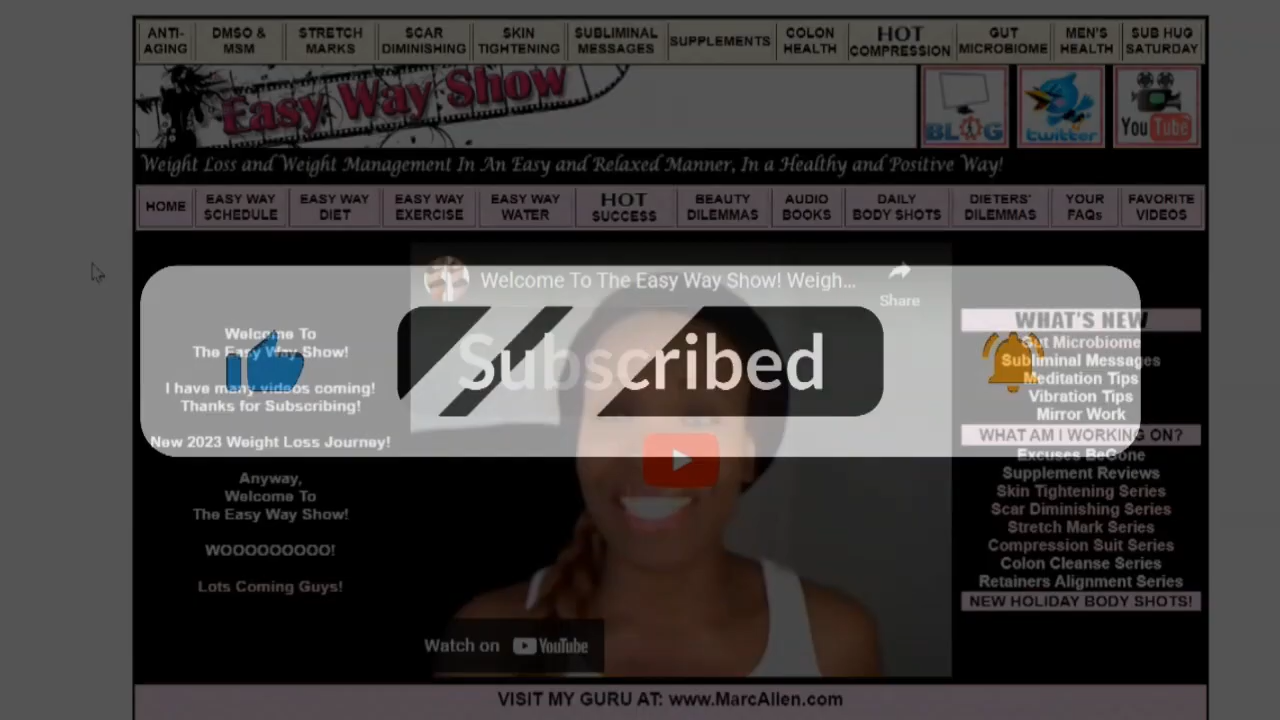 ANTI-
AGING
DMSO &
MSM
STRETCH
MARKS
SCAR
DIMINISHING
SKIN
TIGHTENING
SUBLIMINAL
MESSAGES
SUPPLEMENTS
COLON
HEALTH
HOT
COMPRESSION
GUT
MICROBIOME
MEN'S
HEALTH
SUB HUG
SATURDAY
Easy Way Show
BLOG
twitter
You Tube
Weight Loss and Weight Management In An Easy and Relaxed Manner, In a Healthy and Positive Way!
HOME
EASY WAY
SCHEDULE
EASY WAY
DIET
EASY WAY
EXERCISE
EASY WAY
WATER
HOT
SUCCESS
BEAUTY
DILEMMAS
AUDIO
BOOKS
DAILY
BODY SHOTS
DIETERS'
DILEMMAS
YOUR
FAQs
FAVORITE
VIDEOS
Welcome To
The Easy Way Show!
I have many videos coming!
Thanks for Subscribing!
New 2023 Weight Loss Journey!
Anyway,
Welcome To
The Easy Way Show!
WOOOOOOOOO!
Lots Coming Guys!
Welcome To The Easy Way Show! Weigh...
Share
Subscribed
Watch on YouTube
WHAT'S NEW
Gut Microbiome
Subliminal Messages
Meditation Tips
Vibration Tips
Mirror Work
WHAT AM I WORKING ON?
Excuses BeGone
Supplement Reviews
Skin Tightening Series
Scar Diminishing Series
Stretch Mark Series
Compression Suit Series
Colon Cleanse Series
Retainers Alignment Series
NEW HOLIDAY BODY SHOTS!
VISIT MY GURU AT: www.MarcAllen.com